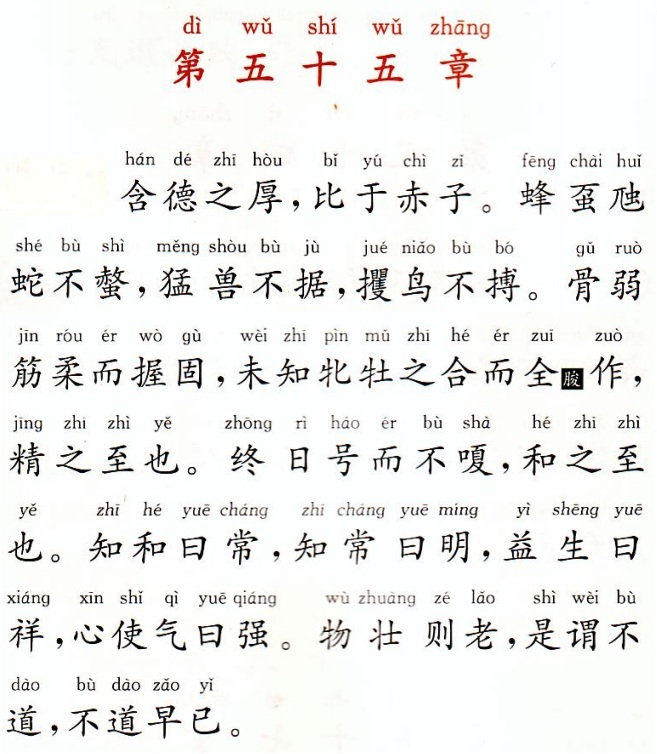 dì wǔ shí wǔ zhāng
第五十五章
hán dé zhī hòu bǐ yú chì zǐ fēng chài huǐ
含德之厚，比于赤子。蜂虿虺
shé bù shì měng shòu bù jù jué niǎo bù bó gǔ ruò
蛇不螫，猛兽不据，攫鸟不搏。骨弱
jīn róu ér wò gù wèi zhī pìn mǔ zhī hé ér zuī zuò
筋柔而握固，未知牝牡之合而全朘作，
jīng zhī zhì yě zhōng rì háo ér bù shà hé zhī zhì
精之至也。终日号而不嗄，和之至
yě zhī hé yuē cháng zhī cháng yuē míng yì shēng yuē
也。知和曰常，知常曰明，益生曰
xiáng xīn shǐ qì yuē qiáng wù zhuàng zé lǎo shì wèi bù
祥，心使气曰强。物壮则老，是谓不
dào bù dào zǎo yǐ
道，不道早已。